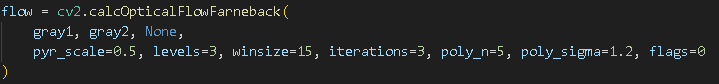 flow = cv2.calcOpticalFlowFarneback(
    gray1, gray2, None,
    pyr_scale=0.5, levels=3, winsize=15, iterations=3, poly_n=5, poly_sigma=1.2, flags=0
)